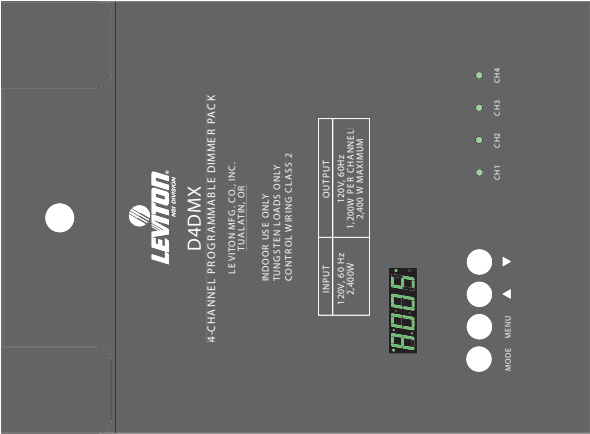 LEVITON®
NSI DIVISION
D4DMX
4-CHANNEL PROGRAMMABLE DIMMER PACK
LEVITON MFG., CO., INC.
TUALATIN, OR
INDOOR USE ONLY
TUNGSTEN LOADS ONLY
CONTROL WIRING CLASS 2
INPUT
120V, 60 Hz
2,400W
OUTPUT
120V, 60Hz
1,200W PER CHANNEL:
2,400 W MAXIMUM
A005
MODE
MENU
▲
▼
CH1
CH2
CH3
CH4